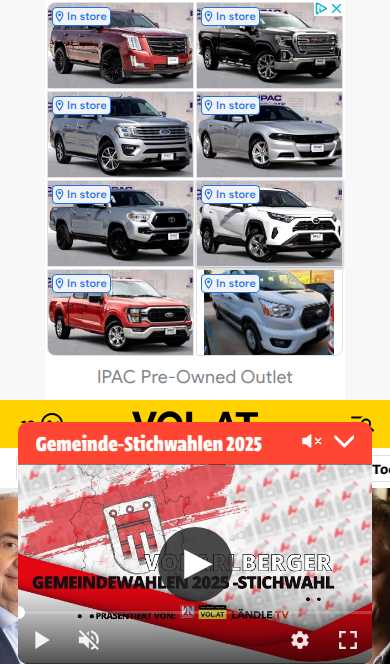 In store
In store
In store
In store
In store
In store
In store
In store
IPAC Pre-Owned Outlet
VOL.AT
Gemeinde-Stichwahlen 2025
VORARLBERGER
GEMEINDEWAHLEN 2025 -STICHWAHL
PRÄSENTIERT VON: VN VOL.AT LÄNDLE TV